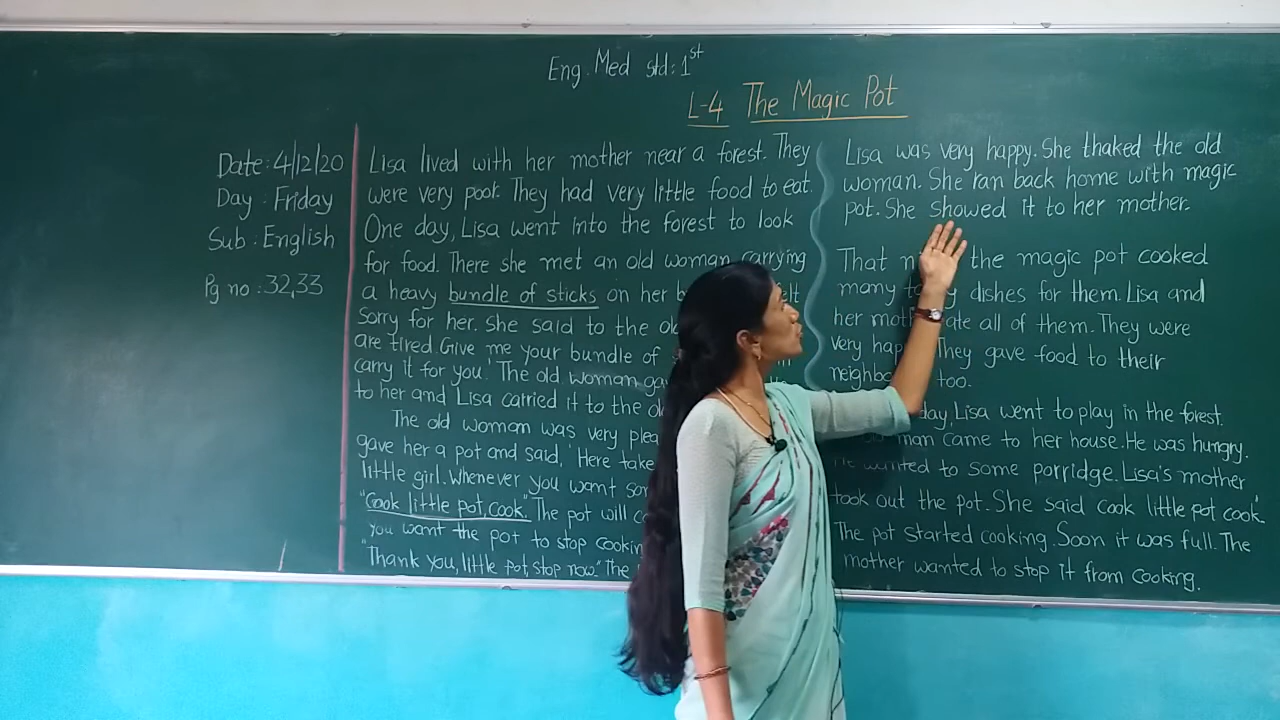 Eng. Med std: 1st
L-4 The Magic Pot
Date: 4/12/20
Day : Friday
Sub : English
Pg no : 32,33
Lisa lived with her mother near a forest. They
were very poor. They had very little food to eat.
One day, Lisa went into the forest to look
for food. There she met an old woman carrying
a heavy bundle of sticks on her
sorry for her. She said to the
are tired. Give me your bundle of
carry it for you.' The old woman
to her and Lisa carried it to the
The old woman was very
gave her a pot and said, 'Here take
little girl. Whenever you want
"Cook little pot, cook." The pot will
you want the pot to stop
"Thank you, little pot, stop now." The
Lisa was very happy. She thaked the old
woman. She ran back home with magic
pot. She showed it to her mother.
That the magic pot cooked
many dishes for them. Lisa and
her ate all of them. They were
very They gave food to their
too.
day, Lisa went to play in the forest.
man came to her house. He was hungry.
He wanted to some porridge. Lisa's mother
took out the pot. She said cook little pot cook."
The pot started cooking. Soon it was full. The
mother wanted to stop it from cooking.